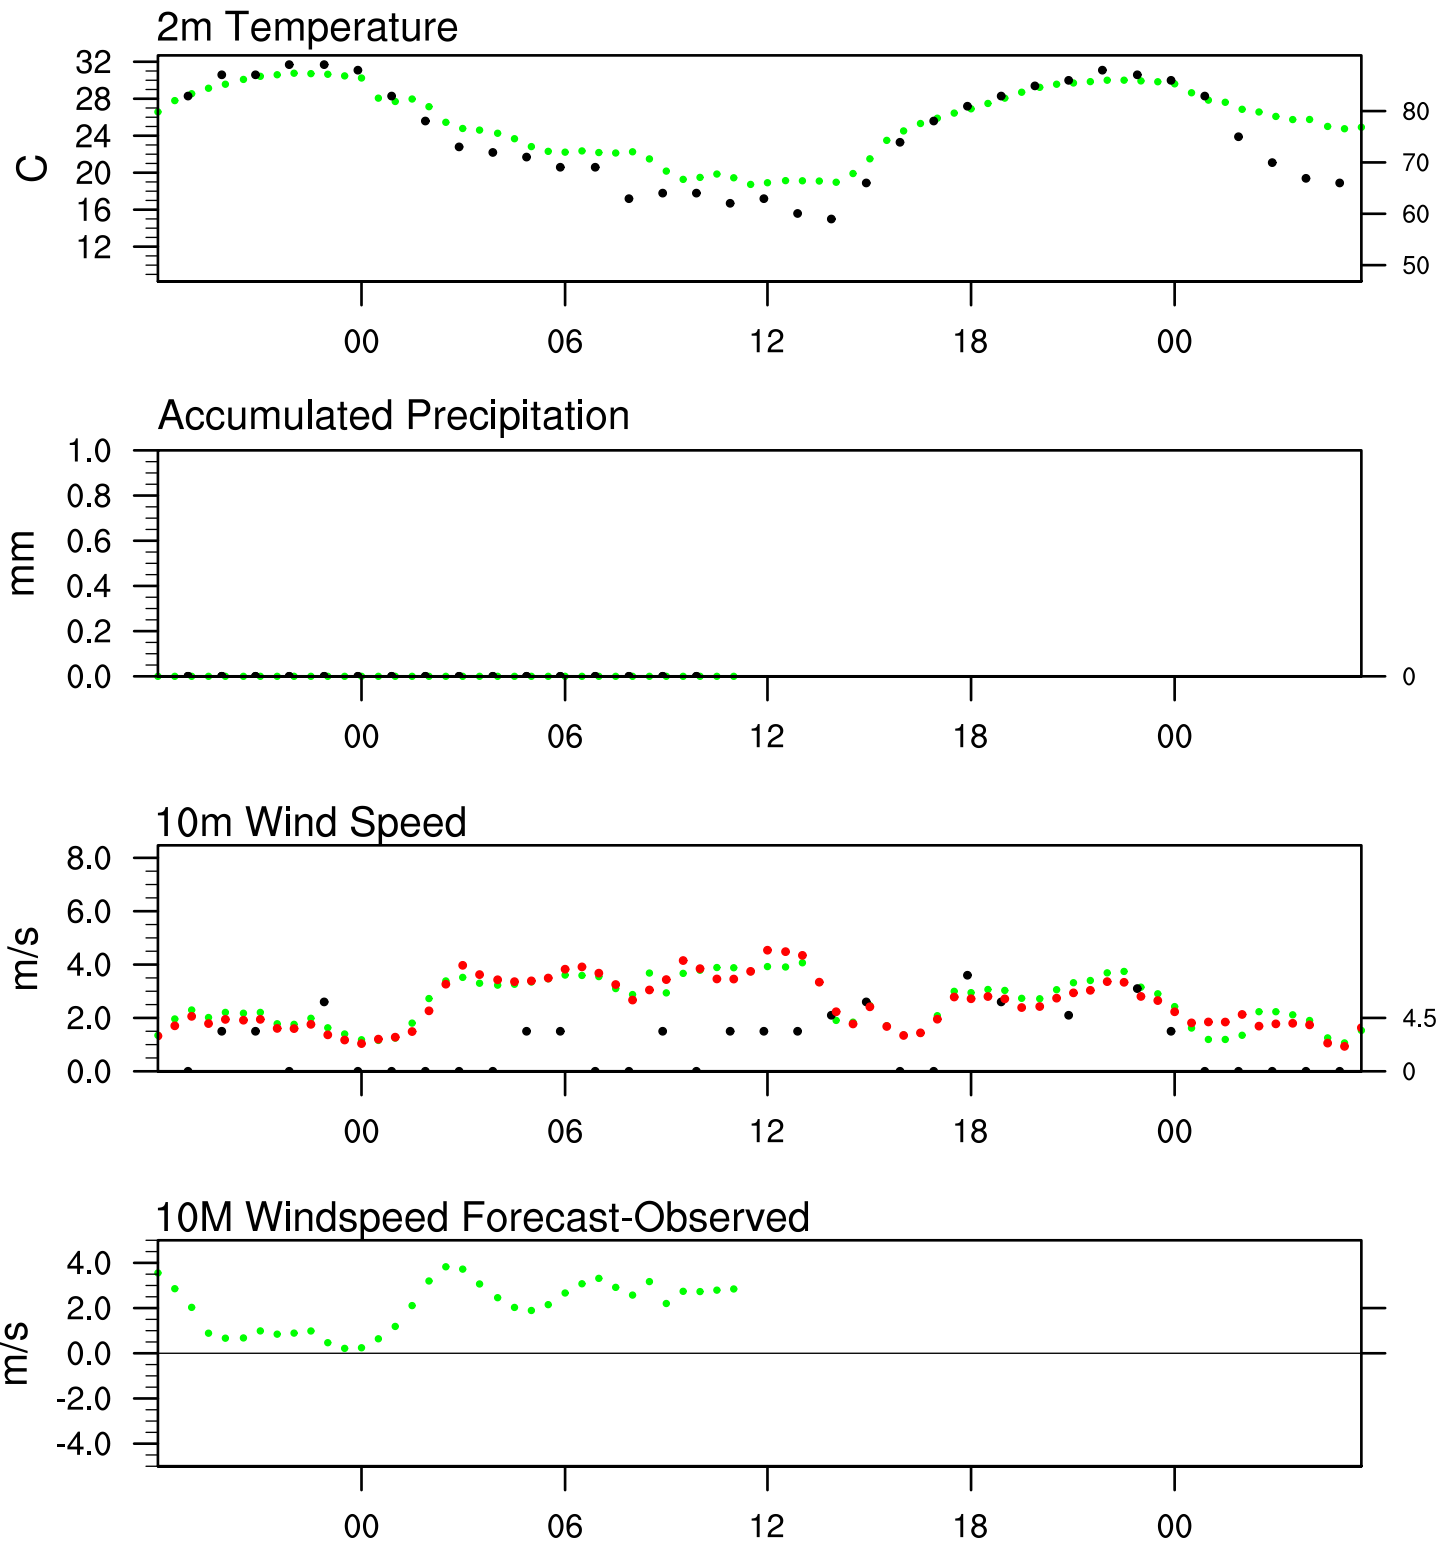 2m Temperature
32
28
24
20
16
12
C
80
70
60
50
00 06 12 18 00
Accumulated Precipitation
1.0
0.8
0.6
0.4
0.2
0.0
mm
0
00 06 12 18 00
10m Wind Speed
8.0
6.0
4.0
2.0
0.0
m/s
4.5
0
00 06 12 18 00
10M Windspeed Forecast-Observed
4.0
2.0
0.0
-2.0
-4.0
m/s
00 06 12 18 00